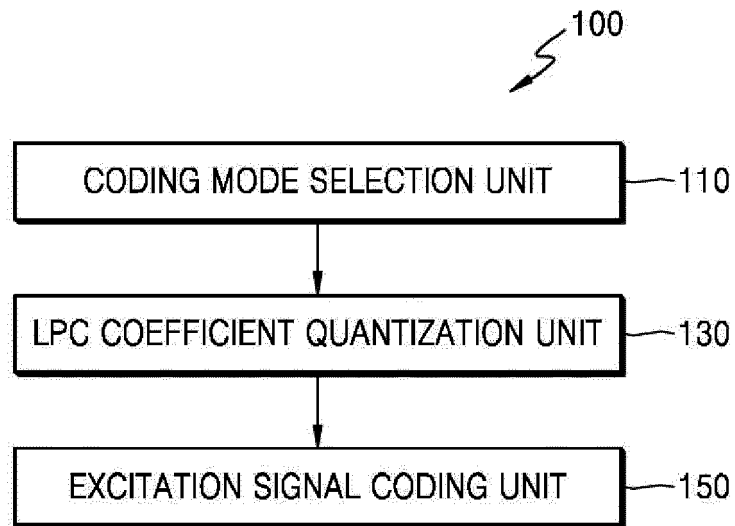 100
CODING MODE SELECTION UNIT 110
LPC COEFFICIENT QUANTIZATION UNIT 130
EXCITATION SIGNAL CODING UNIT 150